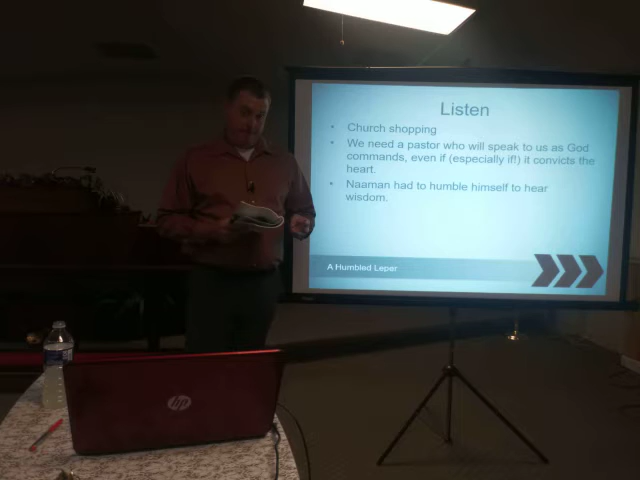 Listen
• Church shopping
• We need a pastor who will speak to us as God
commands, even if (especially if!) it convicts the
heart.
• Naaman had to humble himself to hear
wisdom.
A Humbled Leper
hp